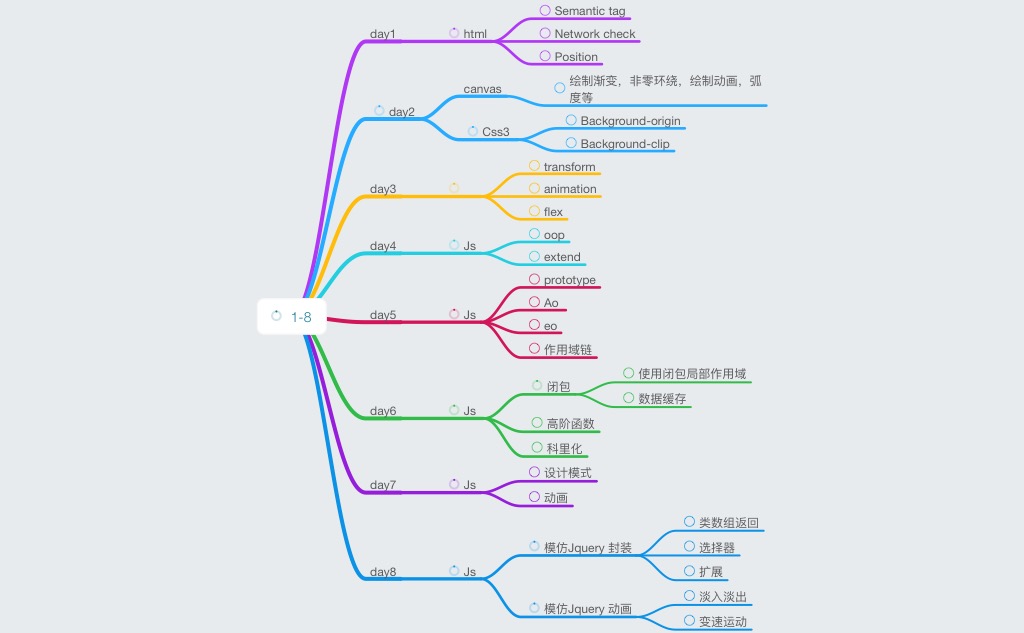 1-8
day1
html
Semantic tag
Network check
Position
day2
canvas
绘制渐变，非零环绕，绘制动画，弧
度等
Css3
Background-origin
Background-clip
day3
transform
animation
flex
day4
Js
oop
extend
day5
Js
prototype
Ao
eo
作用域链
day6
Js
闭包
使用闭包局部作用域
数据缓存
高阶函数
科里化
day7
Js
设计模式
动画
day8
Js
模仿Jquery 封装
类数组返回
选择器
扩展
模仿Jquery 动画
淡入淡出
变速运动